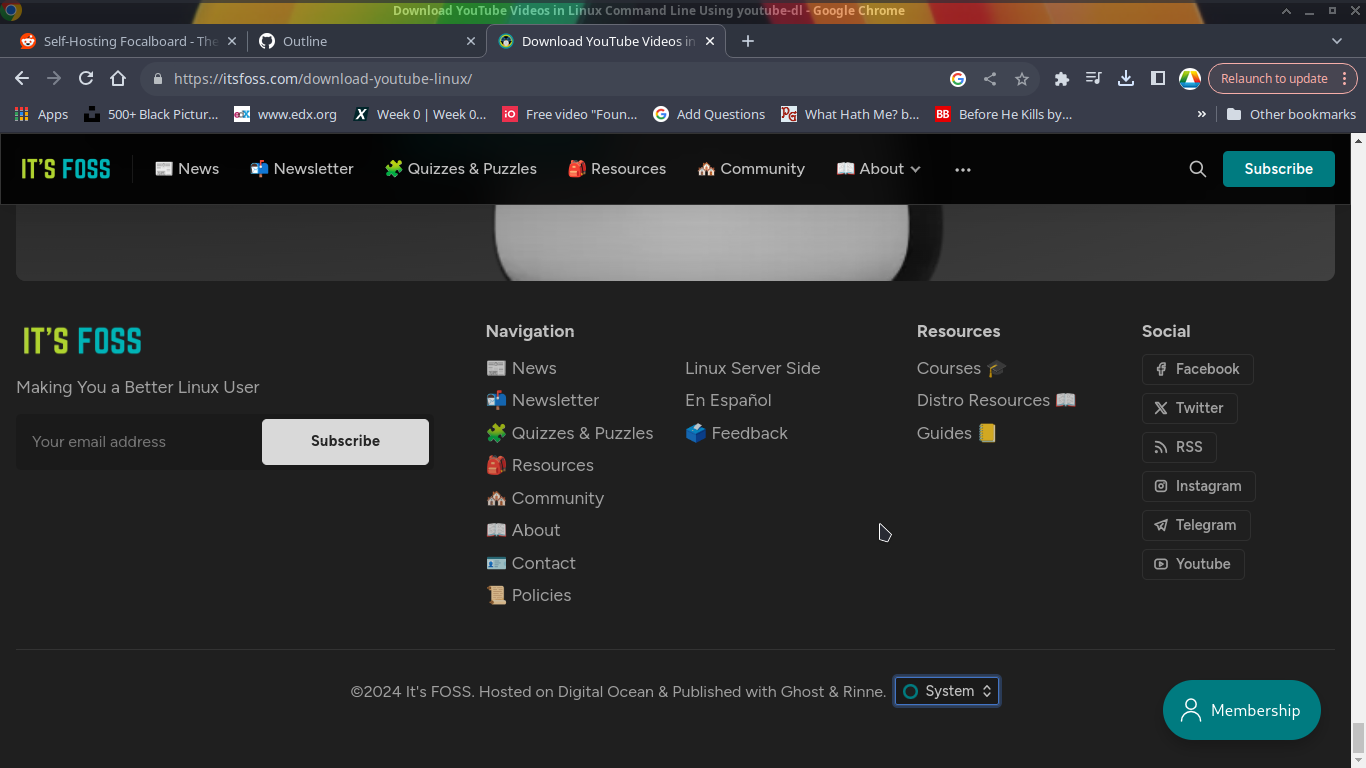 Download YouTube Videos in Linux Command Line Using youtube-dl - Google Chrome
Self-Hosting Focalboard - The
Outline
Download YouTube Videos in
https://itsfoss.com/download-youtube-linux/
Relaunch to update
Apps
500+ Black Pictur...
edX www.edx.org
Week 0 | Week 0...
iO Free video "Foun...
Add Questions
PG What Hath Me? b...
BB Before He Kills by...
»
Other bookmarks
IT'S FOSS
📰 News
📬 Newsletter
🧩 Quizzes & Puzzles
🎒 Resources
🏘️ Community
📖 About
•••
Subscribe
IT'S FOSS
Making You a Better Linux User
Your email address
Subscribe
Navigation
📰 News
📬 Newsletter
🧩 Quizzes & Puzzles
🎒 Resources
🏘️ Community
📖 About
🪪 Contact
📜 Policies
Linux Server Side
En Español
🗳️ Feedback
Resources
Courses 🎓
Distro Resources 📖
Guides 📒
Social
Facebook
Twitter
RSS
Instagram
Telegram
Youtube
©2024 It's FOSS. Hosted on Digital Ocean & Published with Ghost & Rinne.
System
Membership